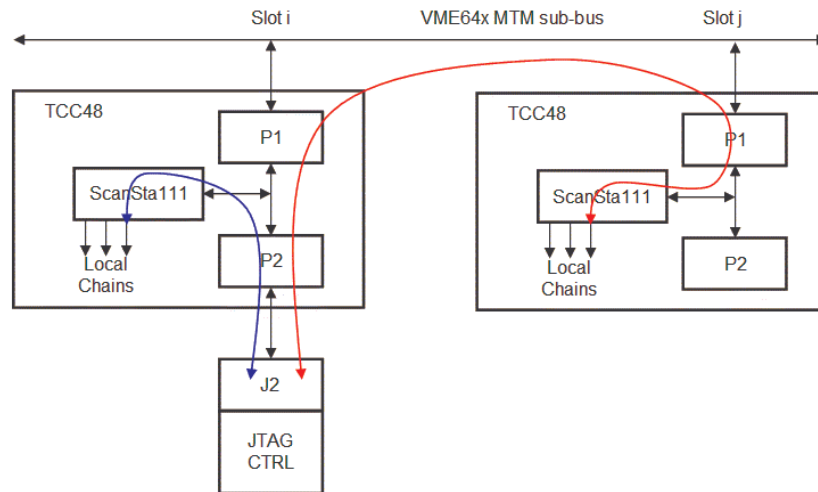 Slot i
VME64x MTM sub-bus
Slot j
TCC48
P1
ScanSta111
P2
Local
Chains
J2
JTAG
CTRL
TCC48
P1
ScanSta111
P2
Local
Chains